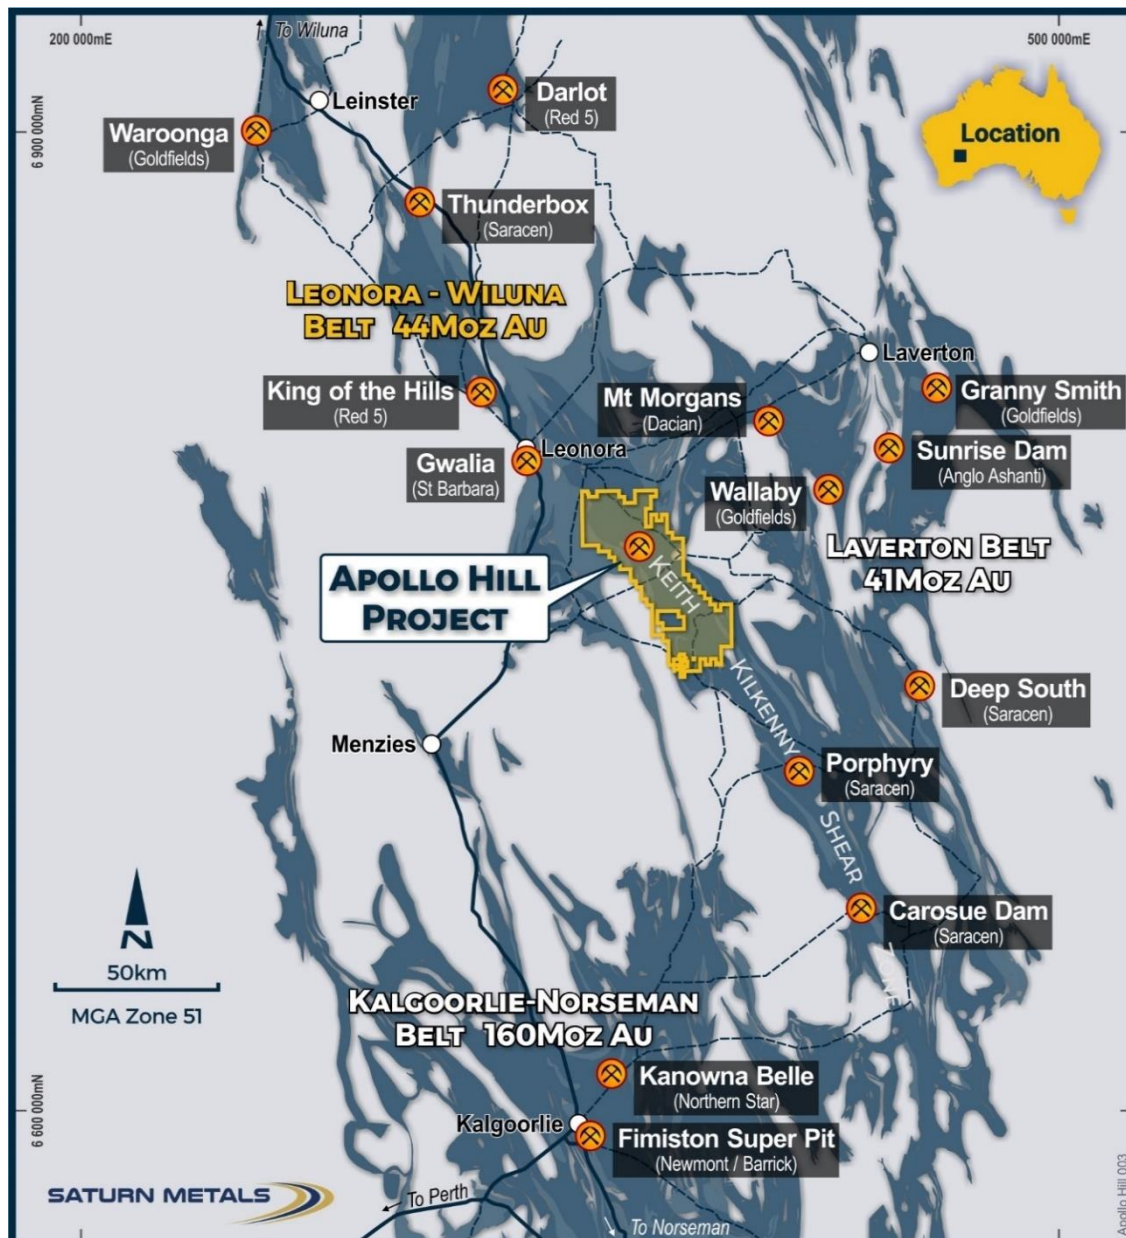 200 000mE
To Wiluna
500 000mE
6 900 000mN
Leinster
Darlot
(Red 5)
Waroonga
(Goldfields)
Location
Thunderbox
(Saracen)
LEONORA - WILUNA
BELT 44MOZ AU
Laverton
King of the Hills
(Red 5)
Mt Morgans
(Dacian)
Granny Smith
(Goldfields)
Leonora
Gwalia
(St Barbara)
Sunrise Dam
(Anglo Ashanti)
Wallaby
(Goldfields)
LAVERTON BELT
41MOZ AU
APOLLO HILL
PROJECT
KEITH
KILKENNY
SHEAR
ZONE
Deep South
(Saracen)
Menzies
Porphyry
(Saracen)
Carosue Dam
(Saracen)
N
50km
MGA Zone 51
KALGOORLIE-NORSEMAN
BELT 160MOZ AU
Kanowna Belle
(Northern Star)
6 600 000mN
Kalgoorlie
Fimiston Super Pit
(Newmont / Barrick)
SATURN METALS
To Perth
To Norseman
Apollo Hill 003